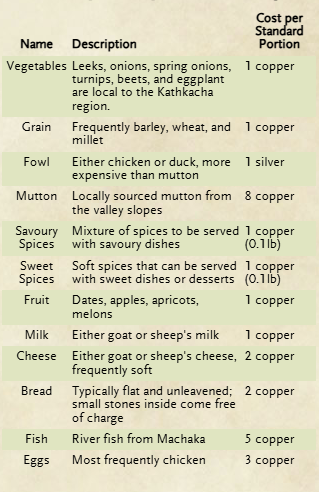 Cost per
Standard
Name Description Portion
Vegetables Leeks, onions, spring onions, 1 copper
turnips, beets, and eggplant
are local to the Kathkacha
region.
Grain Frequently barley, wheat, and 1 copper
millet
Fowl Either chicken or duck, more 1 silver
expensive than mutton
Mutton Locally sourced mutton from 8 copper
the valley slopes
Savoury Mixture of spices to be served 1 copper
Spices with savoury dishes (0.1lb)
Sweet Soft spices that can be served 1 copper
Spices with sweet dishes or desserts (0.1lb)
Fruit Dates, apples, apricots, 1 copper
melons
Milk Either goat or sheep's milk 1 copper
Cheese Either goat or sheep's cheese, 2 copper
frequently soft
Bread Typically flat and unleavened; 2 copper
small stones inside come free
of charge
Fish River fish from Machaka 5 copper
Eggs Most frequently chicken 3 copper